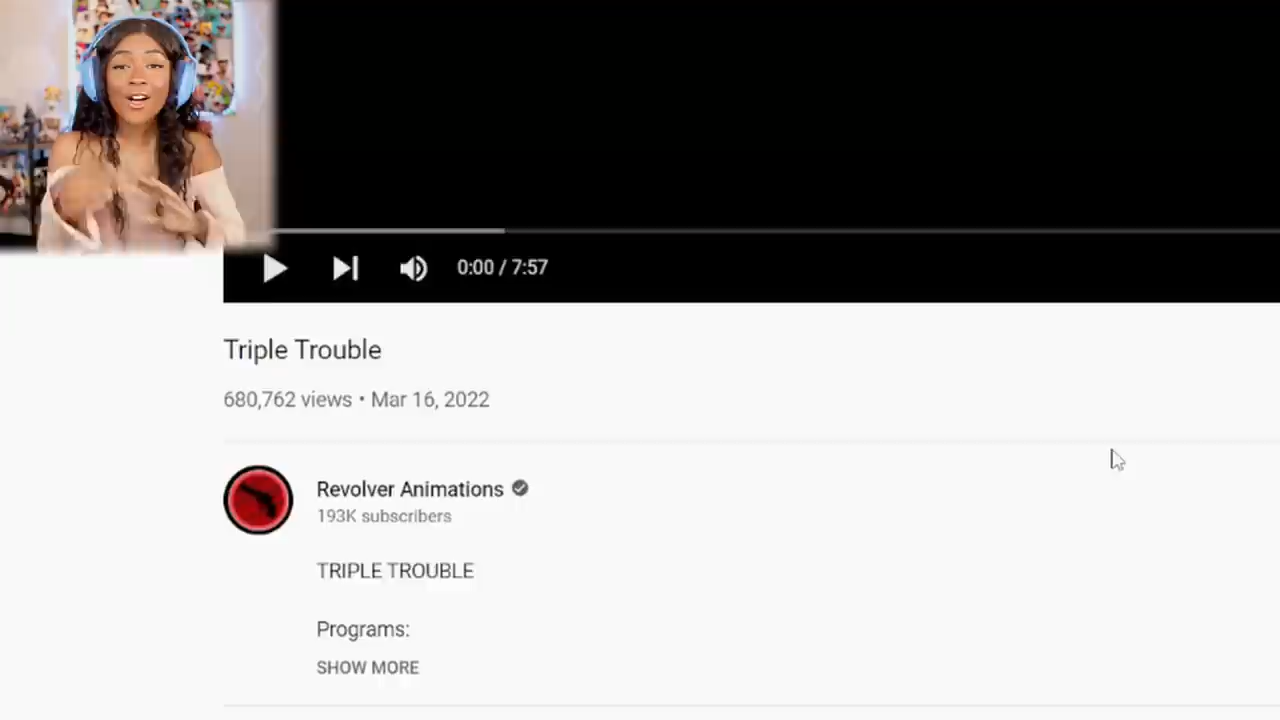 0:00 / 7:57
Triple Trouble
680,762 views • Mar 16, 2022
Revolver Animations
193K subscribers
TRIPLE TROUBLE
Programs:
SHOW MORE